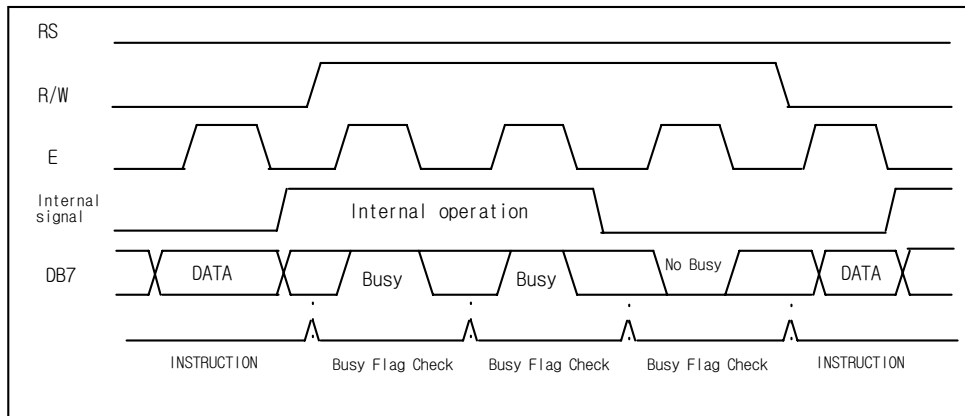 RS
R/W
E
Internal
signal
Internal operation
DB7
DATA
Busy
Busy
No Busy
DATA
INSTRUCTION
Busy Flag Check
Busy Flag Check
Busy Flag Check
INSTRUCTION